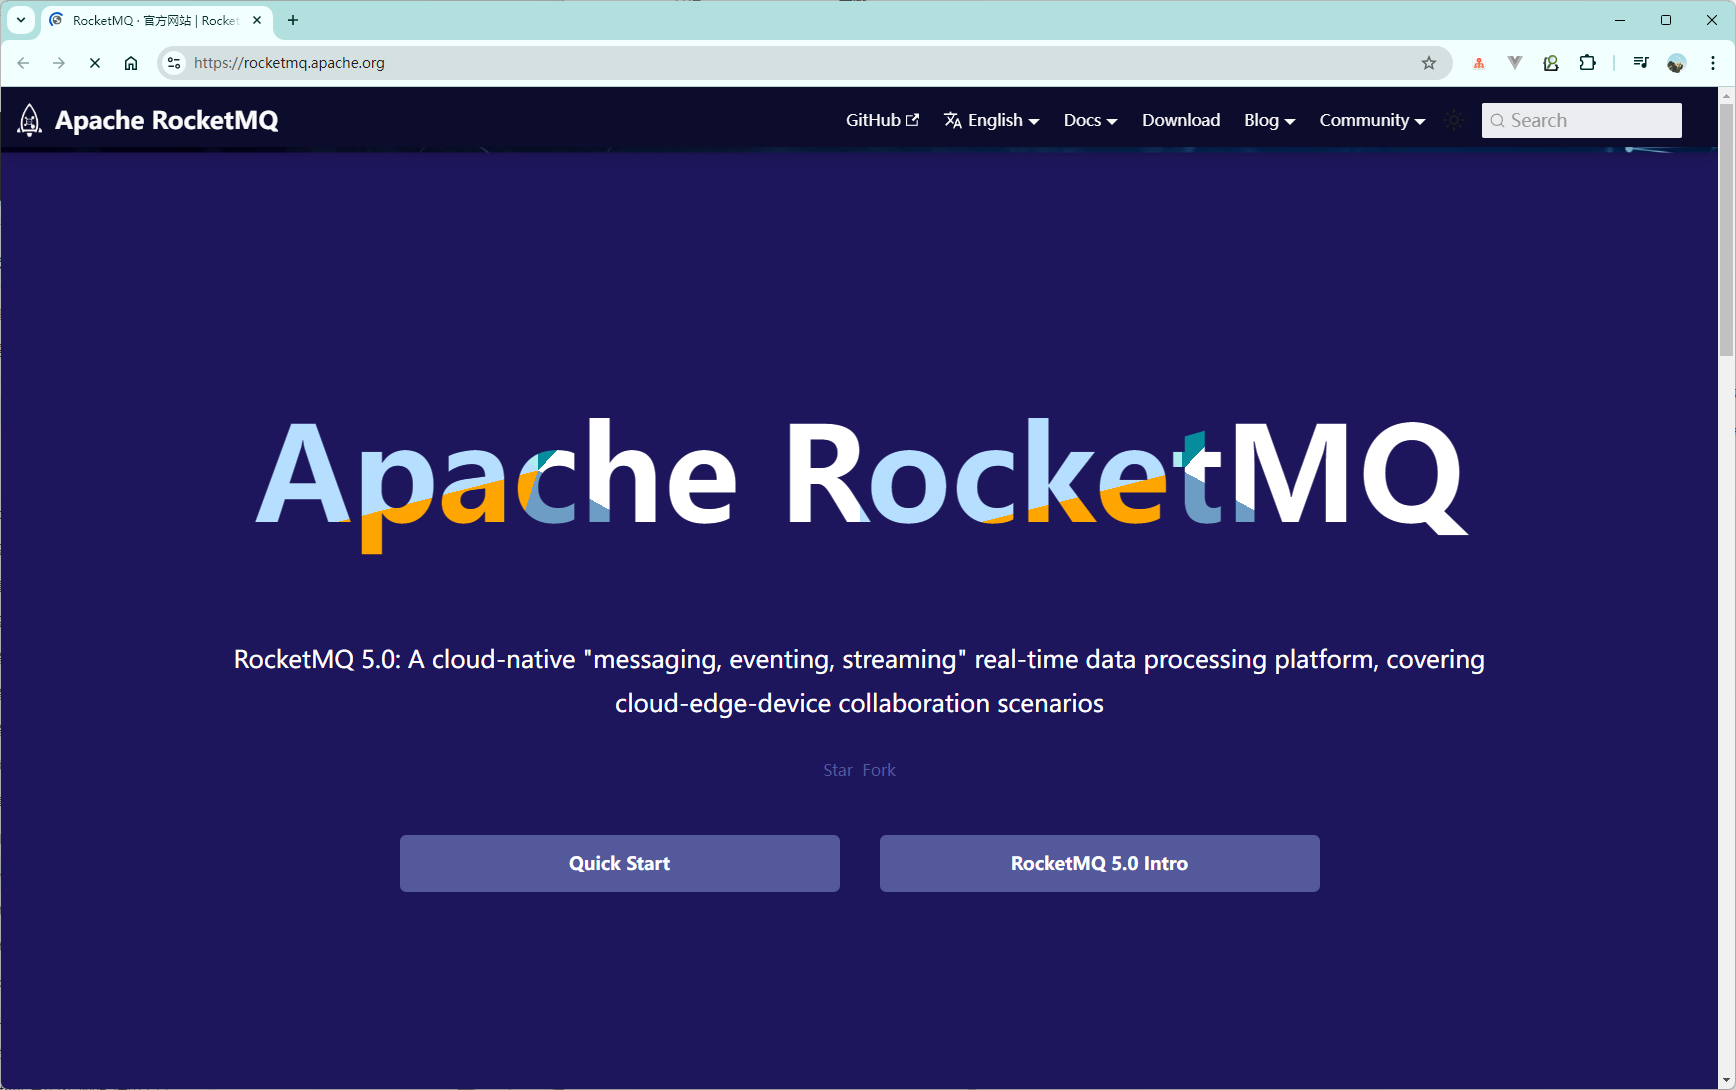 RocketMQ · 官方网站 | Rocket
https://rocketmq.apache.org
Apache RocketMQ
GitHub English Docs Download Blog Community Search
Apache RocketMQ
RocketMQ 5.0: A cloud-native "messaging, eventing, streaming" real-time data processing platform, covering
cloud-edge-device collaboration scenarios
Star Fork
Quick Start RocketMQ 5.0 Intro